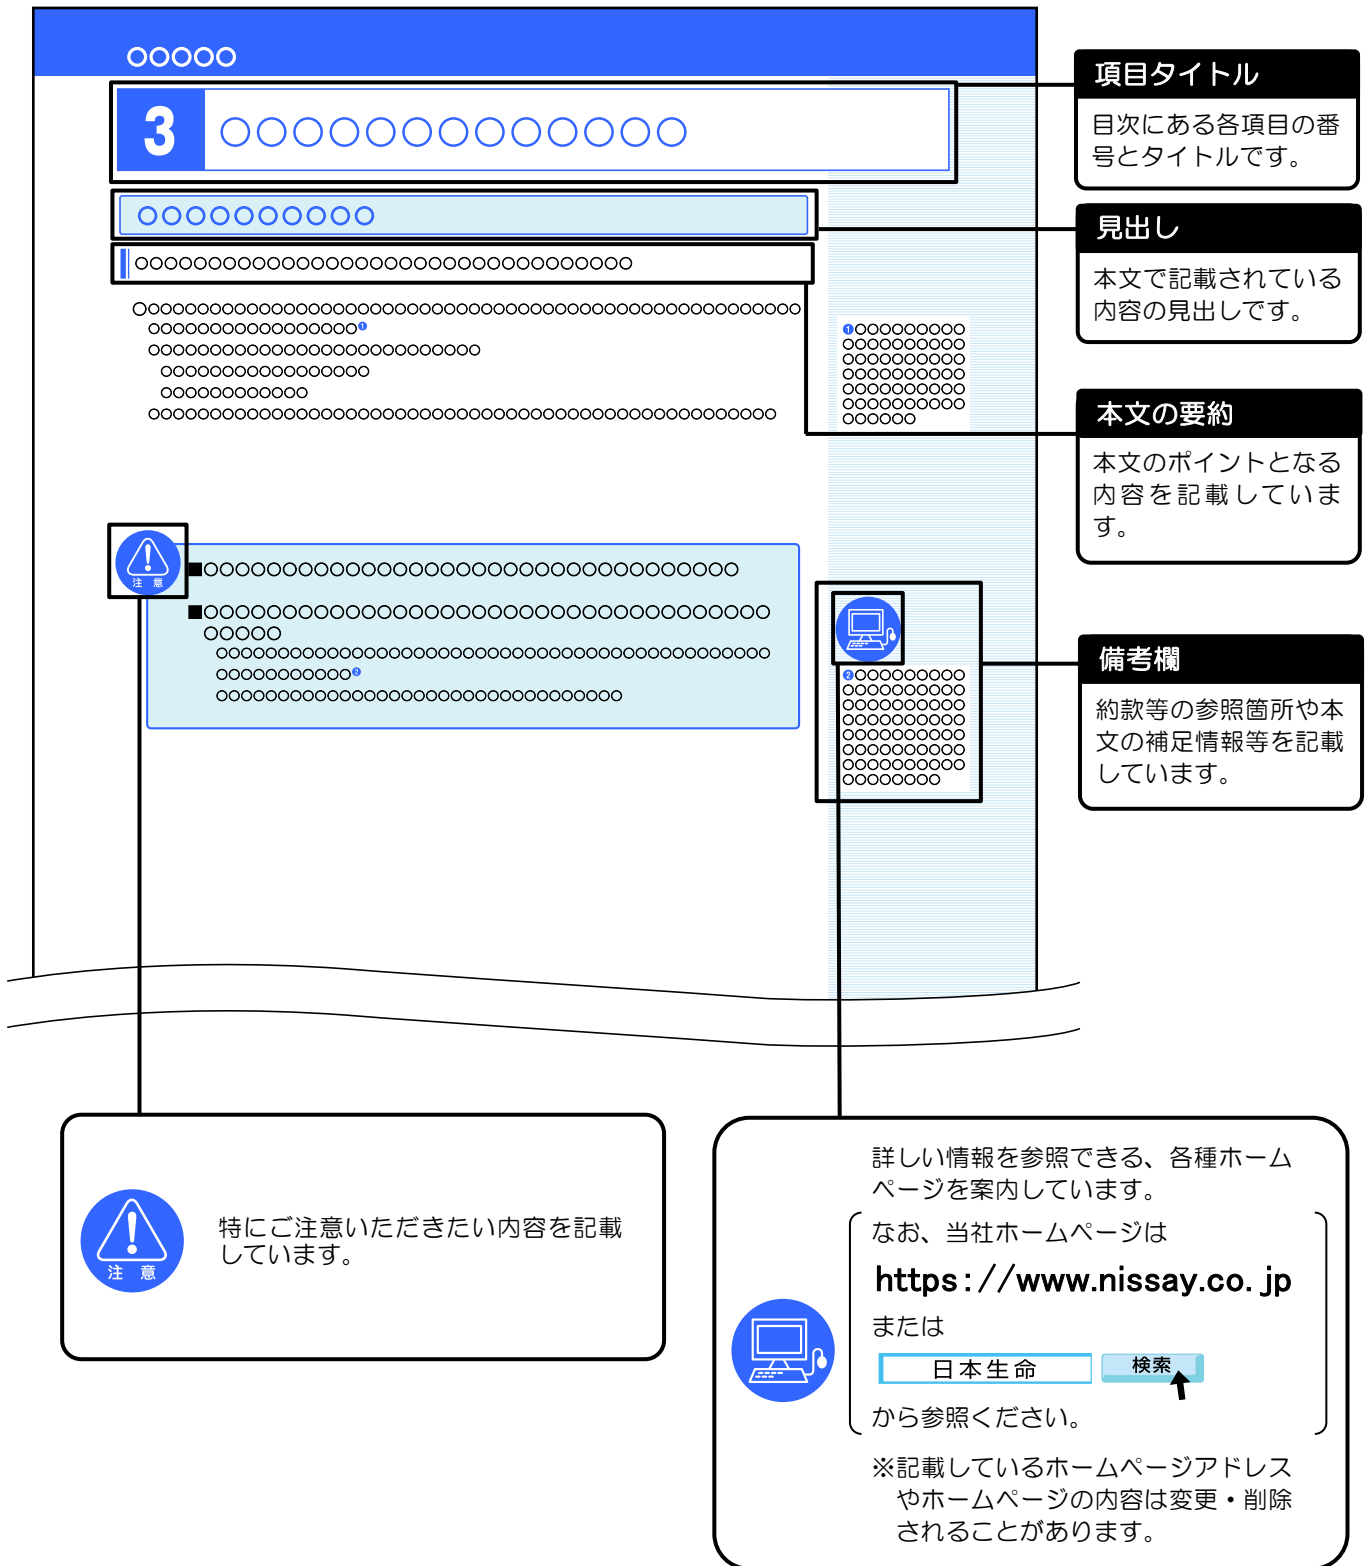 ○○○○○
3 ○○○○○○○○○○○○○
○○○○○○○○○○
○○○○○○○○○○○○○○○○○○○○○○○○○○○○○○○○○○
項目タイトル
目次にある各項目の番
号とタイトルです。
見出し
本文で記載されている
内容の見出しです。
本文の要約
本文のポイントとなる
内容を記載していま
す。
備考欄
約款等の参照箇所や本
文の補足情報等を記載
しています。
注 意
注 意
特にご注意いただきたい内容を記載
しています。
詳しい情報を参照できる、各種ホーム
ページを案内しています。
なお、当社ホームページは
https://www.nissay.co.jp
または
日本生命 検索
から参照ください。
※記載しているホームページアドレス
やホームページの内容は変更・削除
されることがあります。